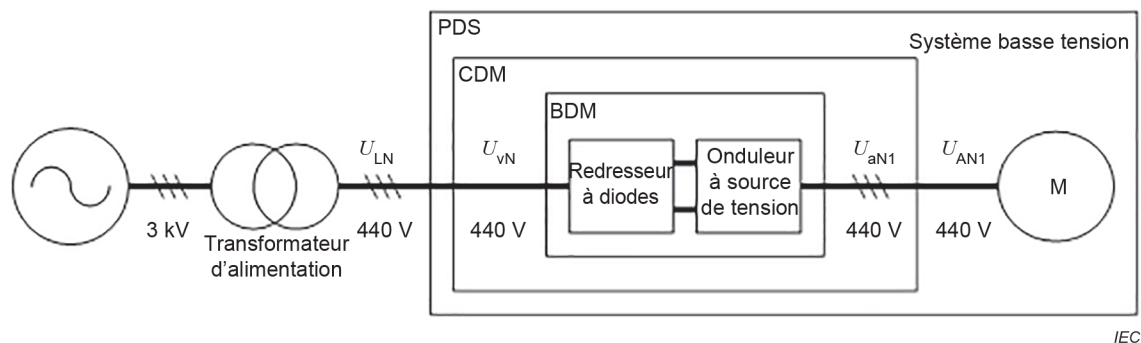 PDS
Système basse tension
CDM
BDM
U_LN
U_vN
Redresseur
à diodes
Onduleur
à source
de tension
U_aN1
U_AN1
M
3 kV
Transformateur
d'alimentation
440 V
440 V
440 V
440 V
IEC